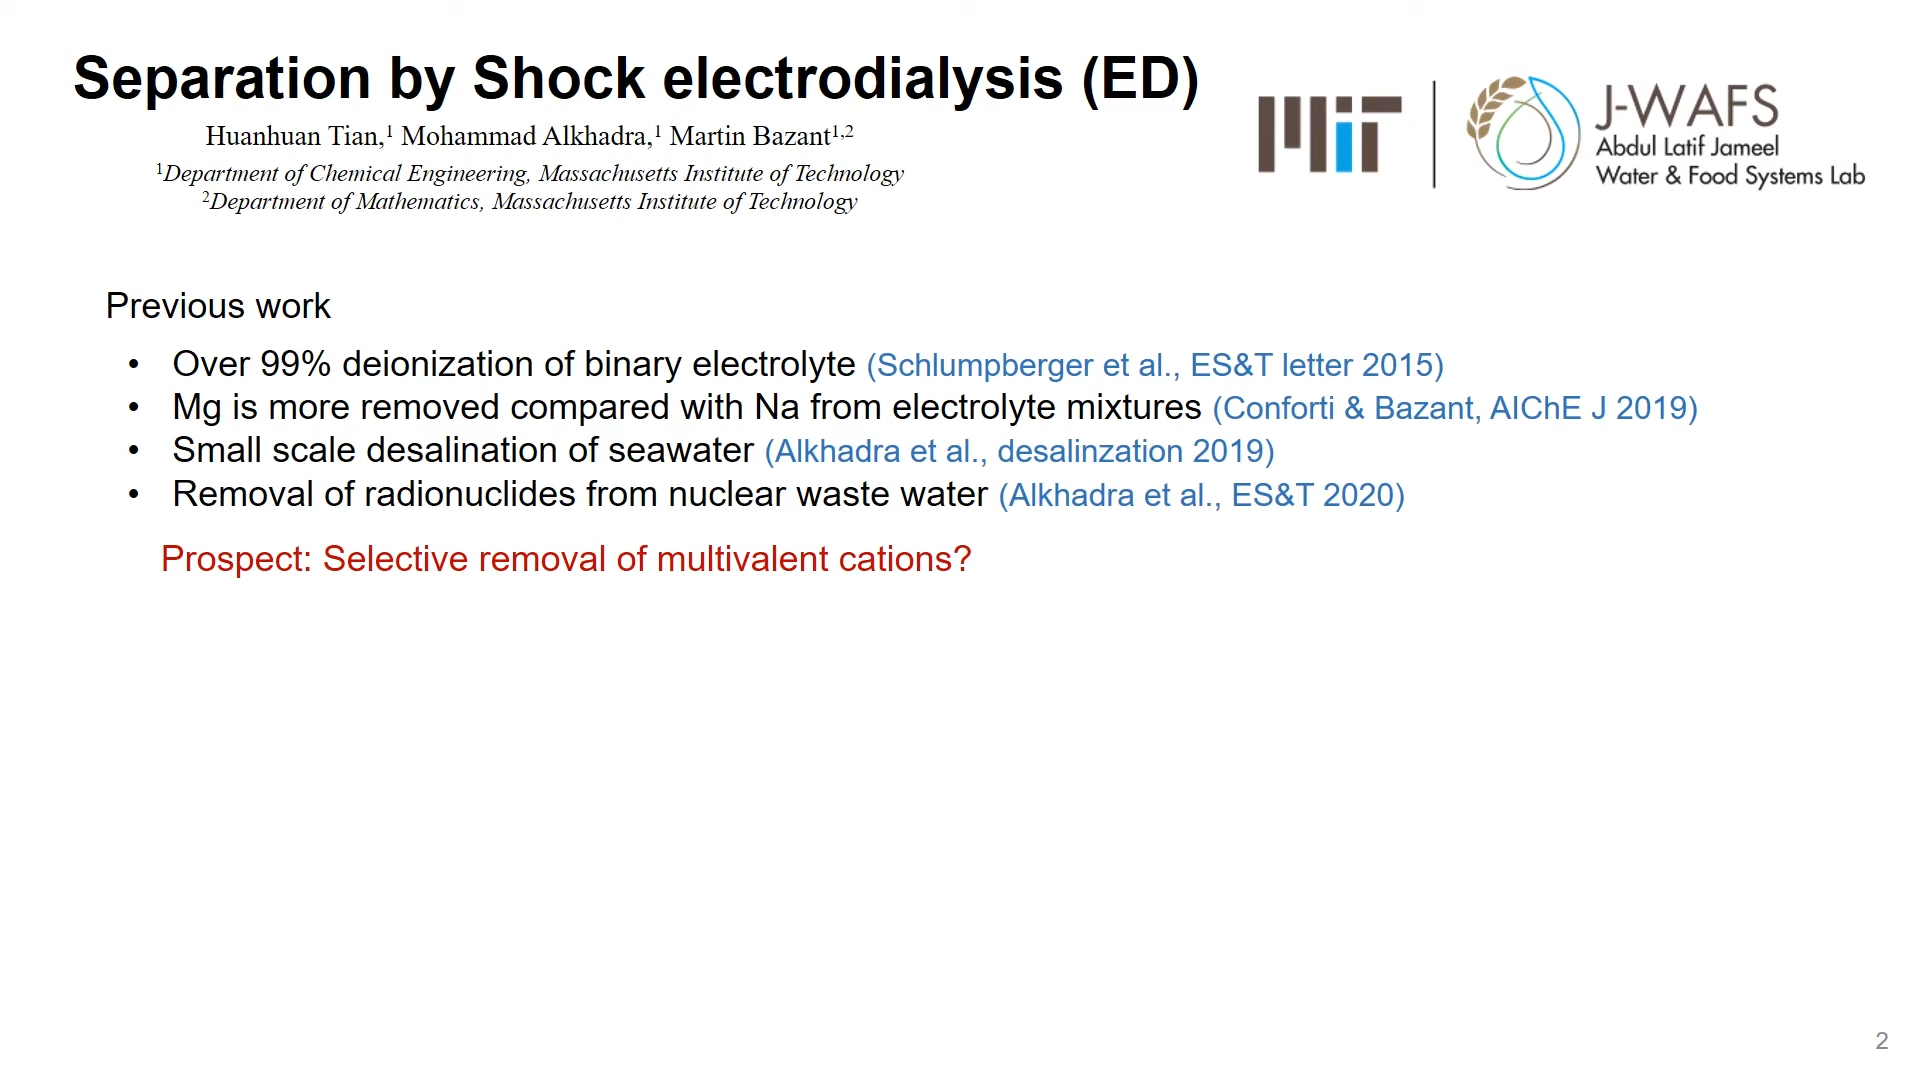 Separation by Shock electrodialysis (ED)
Huanhuan Tian,¹ Mohammad Alkhadra,¹ Martin Bazant¹,²
¹Department of Chemical Engineering, Massachusetts Institute of Technology
²Department of Mathematics, Massachusetts Institute of Technology
MIT
J-WAFS
Abdul Latif Jameel
Water & Food Systems Lab
Previous work
• Over 99% deionization of binary electrolyte (Schlumpberger et al., ES&T letter 2015)
• Mg is more removed compared with Na from electrolyte mixtures (Conforti & Bazant, AIChE J 2019)
• Small scale desalination of seawater (Alkhadra et al., desalinzation 2019)
• Removal of radionuclides from nuclear waste water (Alkhadra et al., ES&T 2020)
Prospect: Selective removal of multivalent cations?
2